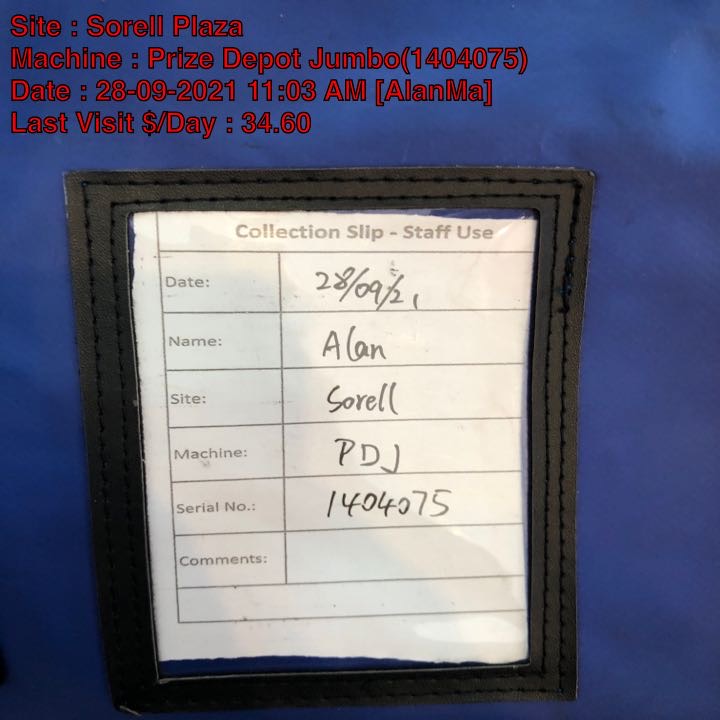 Site : Sorell Plaza
Machine : Prize Depot Jumbo(1404075)
Date : 28-09-2021 11:03 AM [AlanMa]
Last Visit $/Day : 34.60
Collection Slip - Staff Use
Date: 28/09/21
Name: Alan
Site: Sorell
Machine: PDJ
Serial No.: 1404075
Comments: